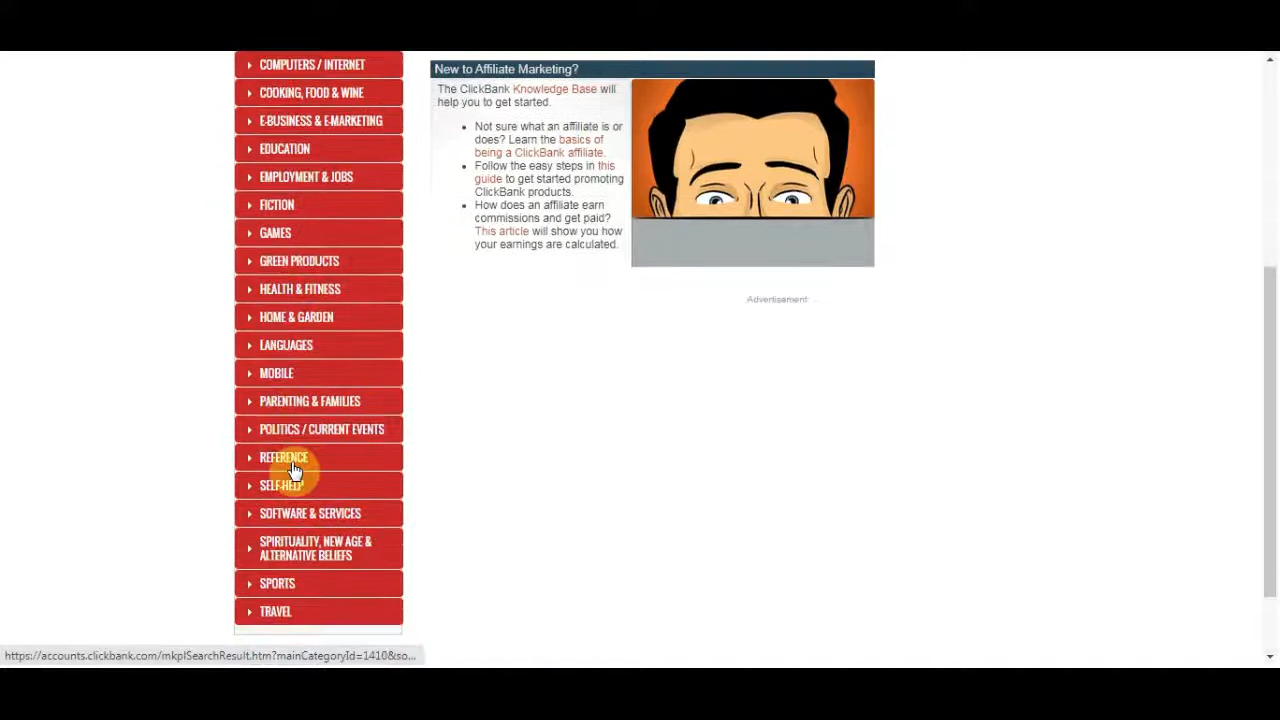 COMPUTERS / INTERNET
COOKING, FOOD & WINE
E-BUSINESS & E-MARKETING
EDUCATION
EMPLOYMENT & JOBS
FICTION
GAMES
GREEN PRODUCTS
HEALTH & FITNESS
HOME & GARDEN
LANGUAGES
MOBILE
PARENTING & FAMILIES
POLITICS / CURRENT EVENTS
REFERENCE
SELF-HELP
SOFTWARE & SERVICES
SPIRITUALITY, NEW AGE &
ALTERNATIVE BELIEFS
SPORTS
TRAVEL
New to Affiliate Marketing?
The ClickBank Knowledge Base will
help you to get started.
Not sure what an affiliate is or
does? Learn the basics of
being a ClickBank affiliate.
Follow the easy steps in this
guide to get started promoting
ClickBank products.
How does an affiliate earn
commissions and get paid?
This article will show you how
your earnings are calculated.
Advertisement:
https://accounts.clickbank.com/mkplSearchResult.htm?mainCategoryId=1410&so...